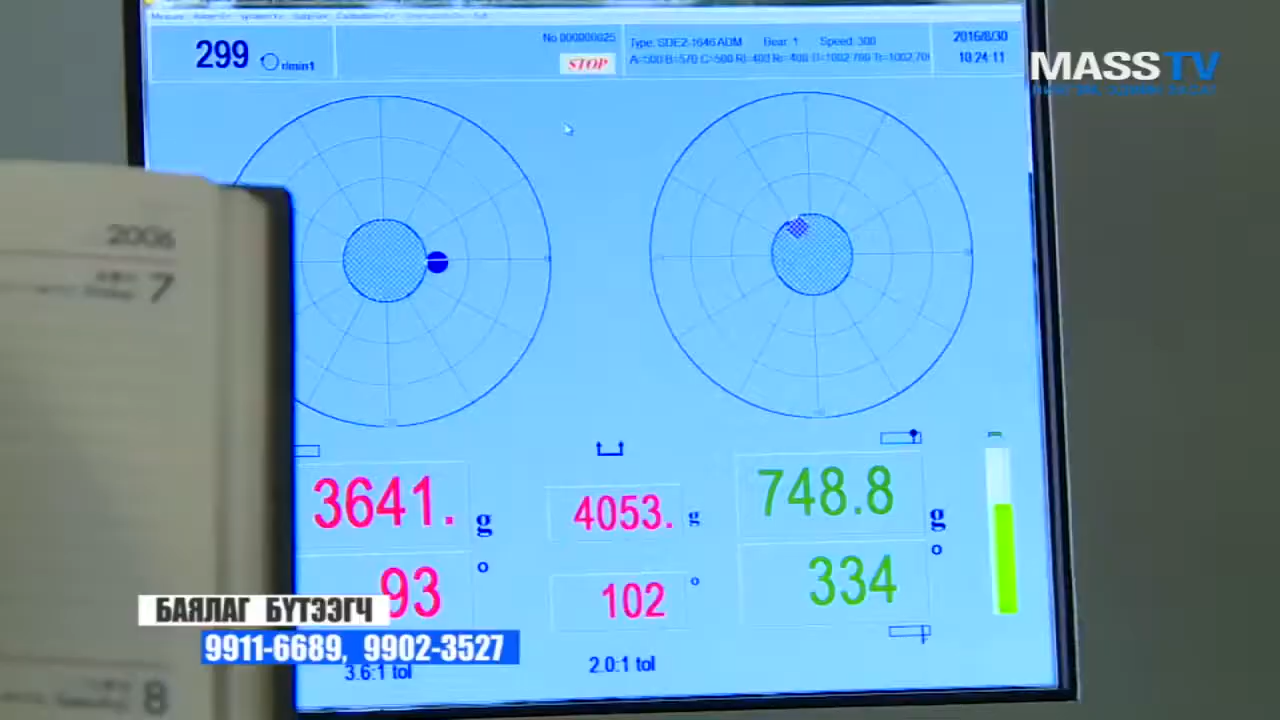 299 r/min1
No 000000025
STOP
Type: SDE2-1646 ADM Gear: 1 Speed: 300
2016/8/30
10:24:11
MASS TV
2006
7
3641. g
93 °
3.6:1 tol
4053. g
102 °
2.0:1 tol
748.8 g
334 °
БАЯЛАГ БҮТЭЭГЧ
9911-6689, 9902-3527
8